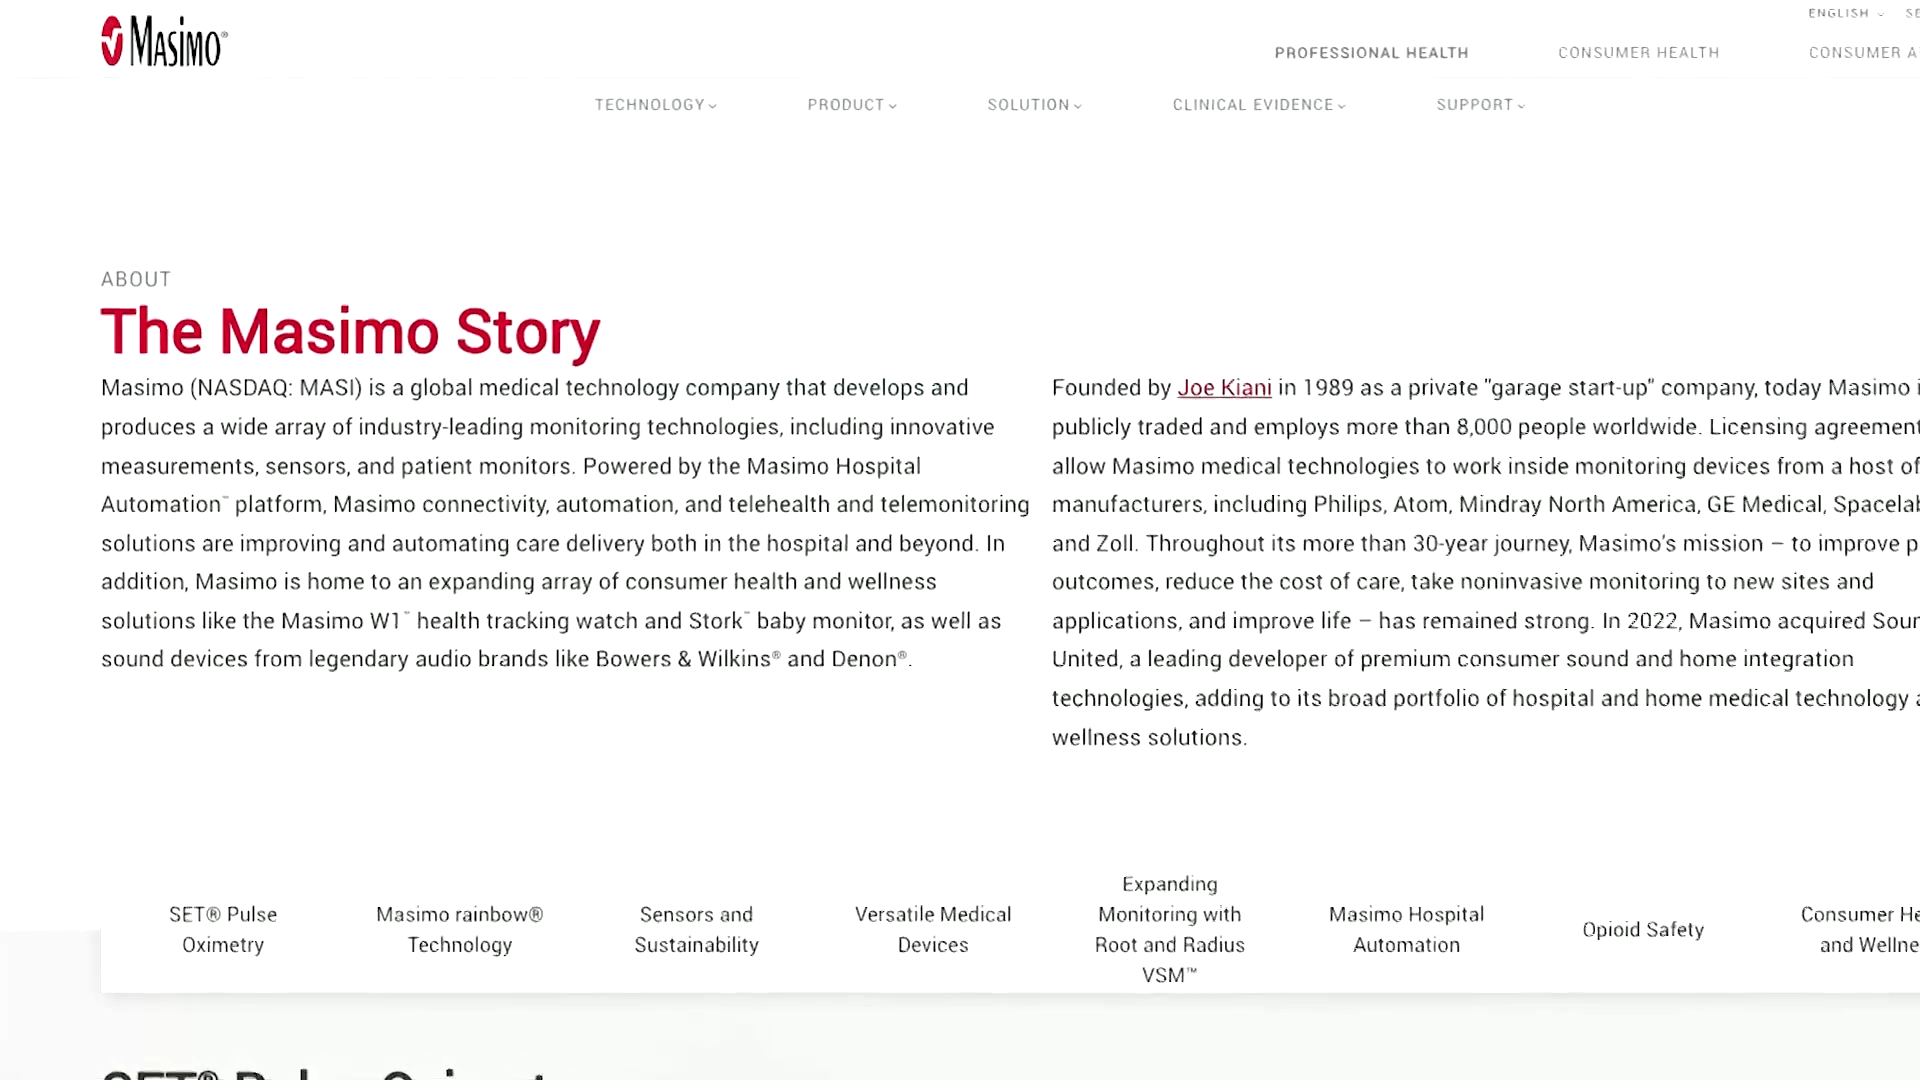 Masimo®
ENGLISH
PROFESSIONAL HEALTH
CONSUMER HEALTH
CONSUMER
TECHNOLOGY
PRODUCT
SOLUTION
CLINICAL EVIDENCE
SUPPORT
ABOUT
The Masimo Story
Masimo (NASDAQ: MASI) is a global medical technology company that develops and
produces a wide array of industry-leading monitoring technologies, including innovative
measurements, sensors, and patient monitors. Powered by the Masimo Hospital
Automation™ platform, Masimo connectivity, automation, and telehealth and telemonitoring
solutions are improving and automating care delivery both in the hospital and beyond. In
addition, Masimo is home to an expanding array of consumer health and wellness
solutions like the Masimo W1™ health tracking watch and Stork™ baby monitor, as well as
sound devices from legendary audio brands like Bowers & Wilkins® and Denon®.
Founded by Joe Kiani in 1989 as a private "garage start-up" company, today Masimo
publicly traded and employs more than 8,000 people worldwide. Licensing
allow Masimo medical technologies to work inside monitoring devices from a host of
manufacturers, including Philips, Atom, Mindray North America, GE Medical,
and Zoll. Throughout its more than 30-year journey, Masimo's mission – to improve
outcomes, reduce the cost of care, take noninvasive monitoring to new sites and
applications, and improve life – has remained strong. In 2022, Masimo acquired
United, a leading developer of premium consumer sound and home integration
technologies, adding to its broad portfolio of hospital and home medical technology
wellness solutions.
SET® Pulse
Oximetry
Masimo rainbow®
Technology
Sensors and
Sustainability
Versatile Medical
Devices
Expanding
Monitoring with
Root and Radius
VSM™
Masimo Hospital
Automation
Opioid Safety
Consumer
and
SET®